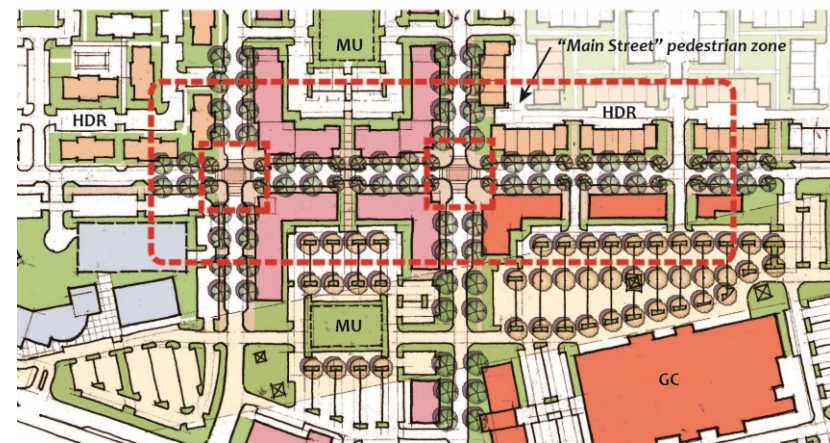 MU
“Main Street” pedestrian zone
HDR
HDR
MU
GC